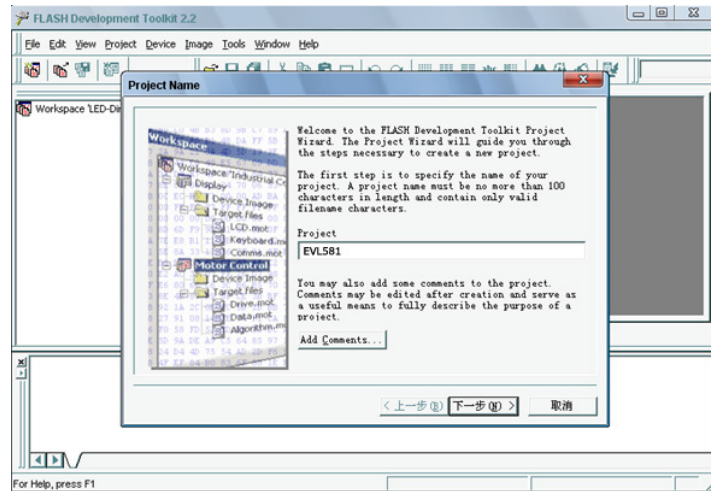 FLASH Development Toolkit 2.2
File Edit View Project Device Image Tools Window Help
Project Name
Workspace 'LED-Dir
Workspace
Workspace "Industrial Cr
Display
Device Image
Target files
LCD.mot
Keyboard.m
Comms.mot
Motor Control
Device Image
Target files
Drive.mot
Data.mot
Algorithm.mo
Welcome to the FLASH Development Toolkit Project
Wizard. The Project Wizard will guide you through
the steps necessary to create a new project.
The first step is to specify the name of your
project. A project name must be no more than 100
characters in length and contain only valid
filename characters.
Project
EVL581
You may also add some comments to the project.
Comments may be edited after creation and serve as
a useful means to fully describe the purpose of a
project.
Add Comments...
< 上一步(B) 下一步(N) > 取消
For Help, press F1